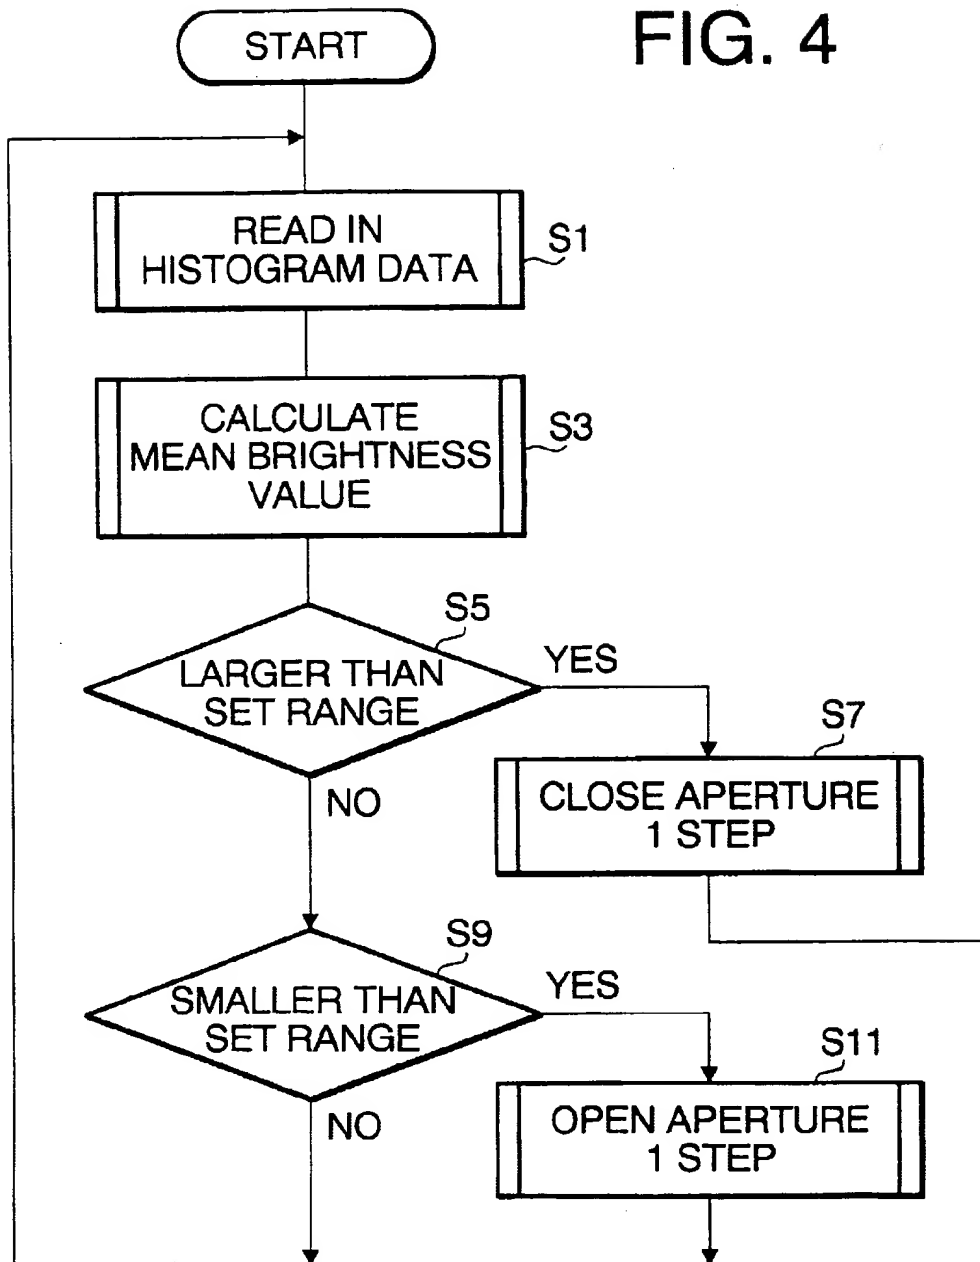 START
FIG. 4
READ IN
HISTOGRAM DATA
S1
CALCULATE
MEAN BRIGHTNESS
VALUE
S3
S5
LARGER THAN
SET RANGE
YES
NO
S7
CLOSE APERTURE
1 STEP
S9
SMALLER THAN
SET RANGE
YES
NO
S11
OPEN APERTURE
1 STEP